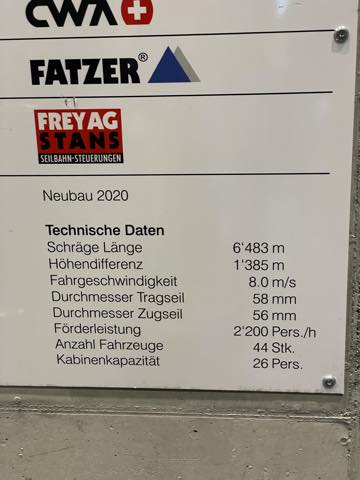 CWA
FATZER®
FREY AG
STANS
SEILBAHN-STEUERUNGEN
Neubau 2020
Technische Daten
Schräge Länge 6'483 m
Höhendifferenz 1'385 m
Fahrgeschwindigkeit 8.0 m/s
Durchmesser Tragseil 58 mm
Durchmesser Zugseil 56 mm
Förderleistung 2'200 Pers./h
Anzahl Fahrzeuge 44 Stk.
Kabinenkapazität 26 Pers.